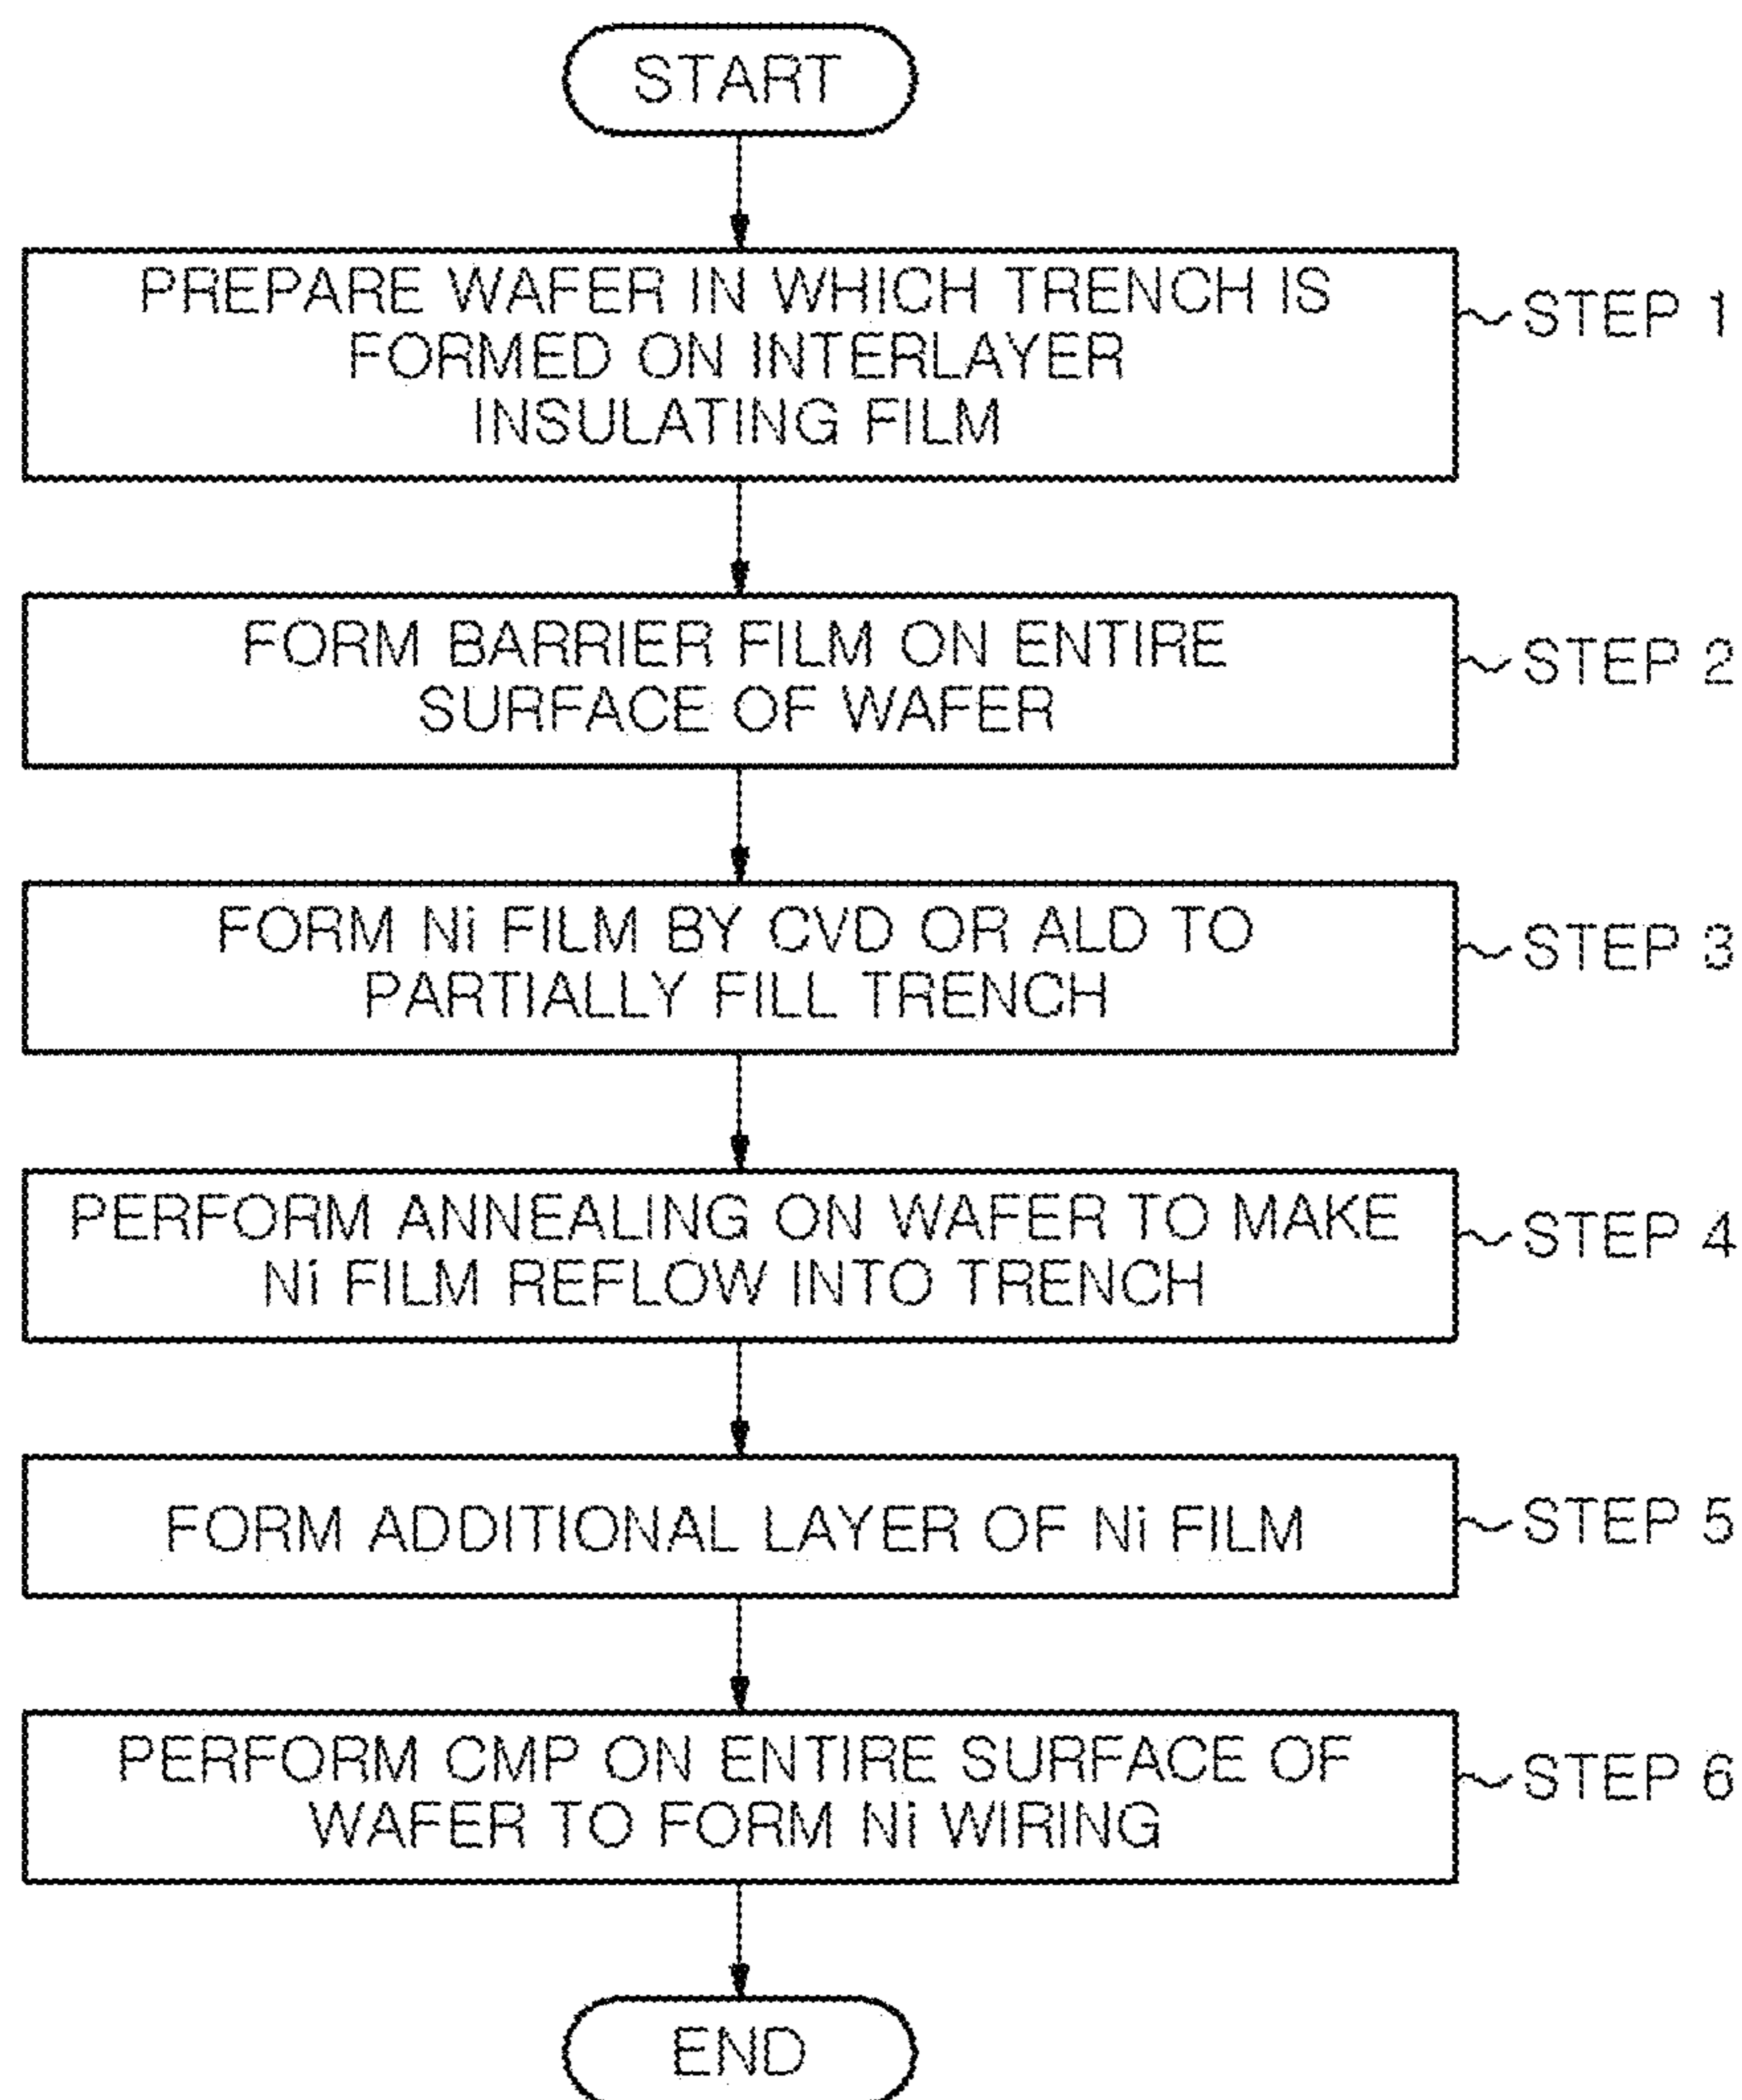 START
PREPARE WAFER IN WHICH TRENCH IS
FORMED ON INTERLAYER
INSULATING FILM
STEP 1
FORM BARRIER FILM ON ENTIRE
SURFACE OF WAFER
STEP 2
FORM Ni FILM BY CVD OR ALD TO
PARTIALLY FILL TRENCH
STEP 3
PERFORM ANNEALING ON WAFER TO MAKE
Ni FILM REFLOW INTO TRENCH
STEP 4
FORM ADDITIONAL LAYER OF Ni FILM
STEP 5
PERFORM CMP ON ENTIRE SURFACE OF
WAFER TO FORM Ni WIRING
STEP 6
END